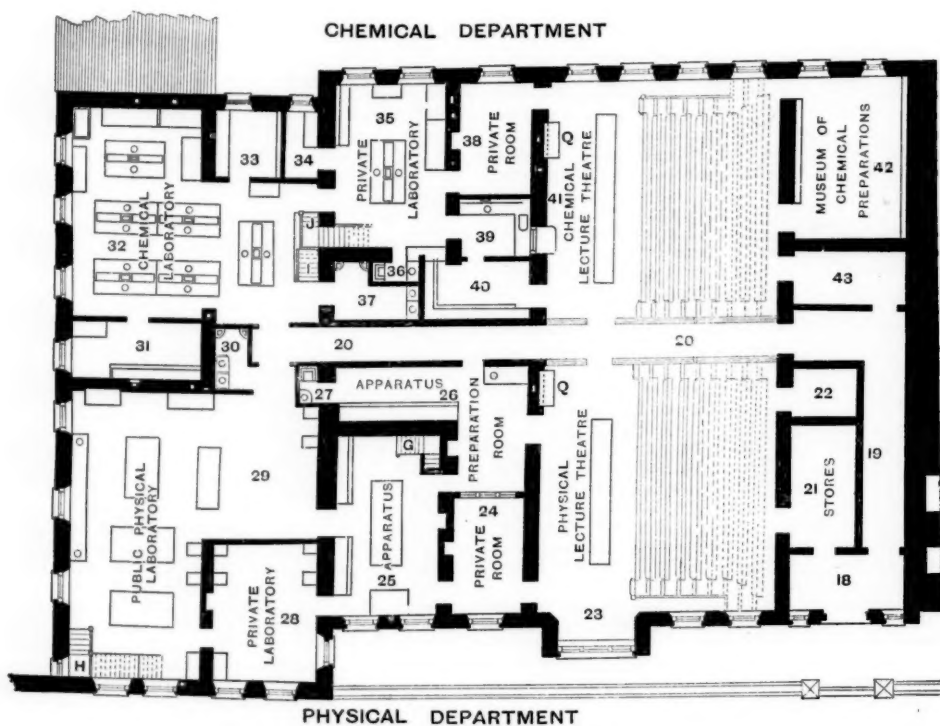 CHEMICAL DEPARTMENT
35
PRIVATE
LABORATORY
38
PRIVATE
ROOM
Q
41
CHEMICAL
LECTURE THEATRE
MUSEUM OF
CHEMICAL
PREPARATIONS
42
33
34
32
CHEMICAL
LABORATORY
J
I
36
37
39
40
43
31
30
20
20
27
APPARATUS
26
PREPARATION
ROOM
Q
22
G
29
PUBLIC PHYSICAL
LABORATORY
APPARATUS
25
24
PRIVATE
ROOM
PHYSICAL
LECTURE THEATRE
21
STORES
19
PRIVATE
LABORATORY
28
23
18
H
PHYSICAL DEPARTMENT